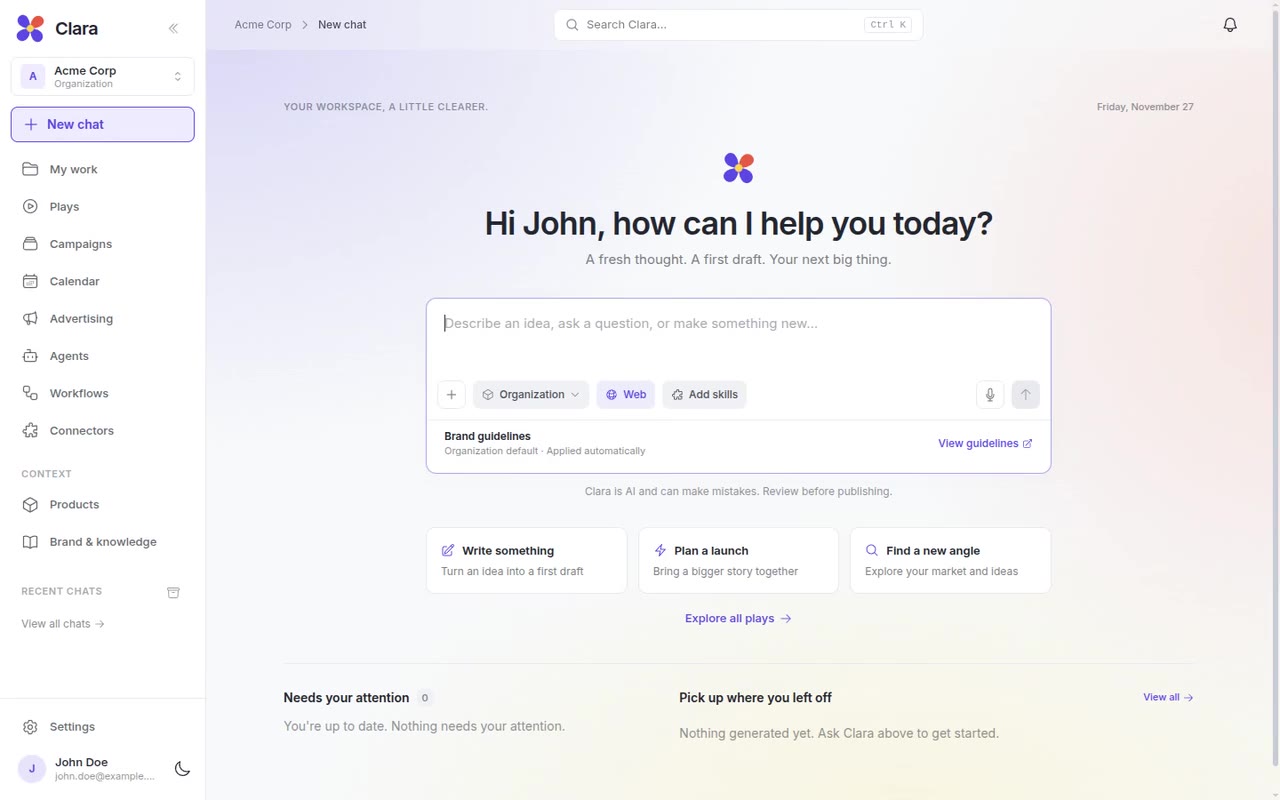 Clara
Acme Corp
New chat
Search Clara...
Ctrl K
A
Acme Corp
Organization
New chat
My work
Plays
Campaigns
Calendar
Advertising
Agents
Workflows
Connectors
CONTEXT
Products
Brand & knowledge
RECENT CHATS
View all chats
Settings
J
John Doe
john.doe@example....
YOUR WORKSPACE, A LITTLE CLEARER.
Friday, November 27
Hi John, how can I help you today?
A fresh thought. A first draft. Your next big thing.
Describe an idea, ask a question, or make something new...
Organization
Web
Add skills
Brand guidelines
Organization default · Applied automatically
View guidelines
Clara is AI and can make mistakes. Review before publishing.
Write something
Turn an idea into a first draft
Plan a launch
Bring a bigger story together
Find a new angle
Explore your market and ideas
Explore all plays
Needs your attention 0
You're up to date. Nothing needs your attention.
Pick up where you left off
View all
Nothing generated yet. Ask Clara above to get started.